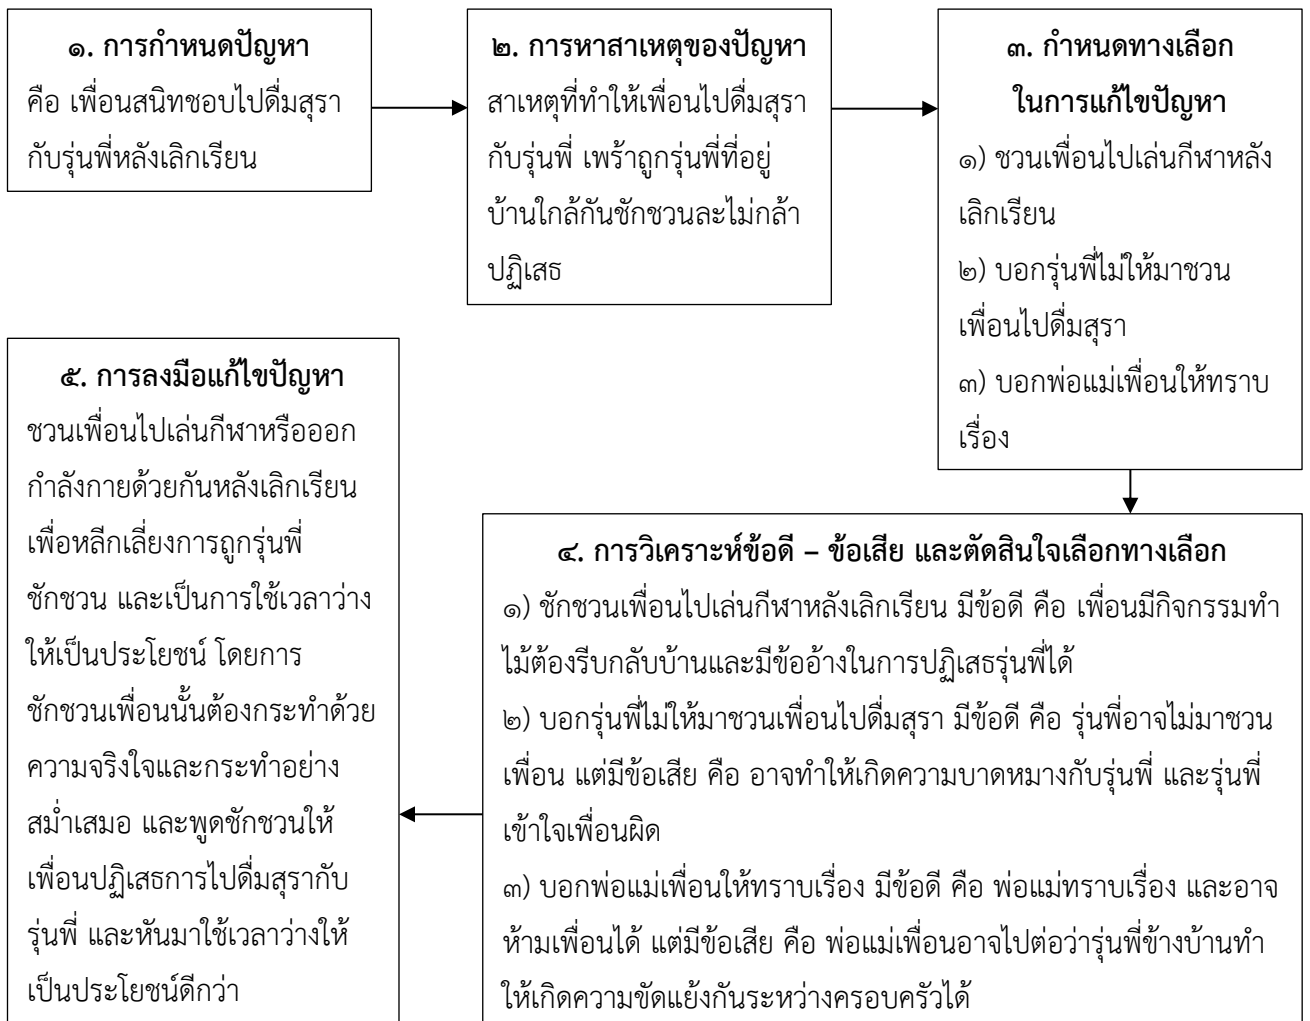 ๑. การกำหนดปัญหา
คือ เพื่อนสนิทชอบไปดื่มสุรา
กับรุ่นพี่หลังเลิกเรียน
๒. การหาสาเหตุของปัญหา
สาเหตุที่ทำให้เพื่อนไปดื่มสุรา
กับรุ่นพี่ เพร้าถูกรุ่นพี่ที่อยู่
บ้านใกล้กันชักชวนละไม่กล้า
ปฏิเสธ
๓. กำหนดทางเลือก
ในการแก้ไขปัญหา
๑) ชวนเพื่อนไปเล่นกีฬาหลัง
เลิกเรียน
๒) บอกรุ่นพี่ไม่ให้มาชวน
เพื่อนไปดื่มสุรา
๓) บอกพ่อแม่เพื่อนให้ทราบ
เรื่อง
๔. การวิเคราะห์ข้อดี – ข้อเสีย และตัดสินใจเลือกทางเลือก
๑) ชักชวนเพื่อนไปเล่นกีฬาหลังเลิกเรียน มีข้อดี คือ เพื่อนมีกิจกรรมทำ
ไม้ต้องรีบกลับบ้านและมีข้ออ้างในการปฏิเสธรุ่นพี่ได้
๒) บอกรุ่นพี่ไม่ให้มาชวนเพื่อนไปดื่มสุรา มีข้อดี คือ รุ่นพี่อาจไม่มาชวน
เพื่อน แต่มีข้อเสีย คือ อาจทำให้เกิดความบาดหมางกับรุ่นพี่ และรุ่นพี่
เข้าใจเพื่อนผิด
๓) บอกพ่อแม่เพื่อนให้ทราบเรื่อง มีข้อดี คือ พ่อแม่ทราบเรื่อง และอาจ
ห้ามเพื่อนได้ แต่มีข้อเสีย คือ พ่อแม่เพื่อนอาจไปต่อว่ารุ่นพี่ข้างบ้านทำ
ให้เกิดความขัดแย้งกันระหว่างครอบครัวได้
๕. การลงมือแก้ไขปัญหา
ชวนเพื่อนไปเล่นกีฬาหรือออก
กำลังกายด้วยกันหลังเลิกเรียน
เพื่อหลีกเลี่ยงการถูกรุ่นพี่
ชักชวน และเป็นการใช้เวลาว่าง
ให้เป็นประโยชน์ โดยการ
ชักชวนเพื่อนนั้นต้องกระทำด้วย
ความจริงใจและกระทำอย่าง
สม่ำเสมอ และพูดชักชวนให้
เพื่อนปฏิเสธการไปดื่มสุรากับ
รุ่นพี่ และหันมาใช้เวลาว่างให้
เป็นประโยชน์ดีกว่า